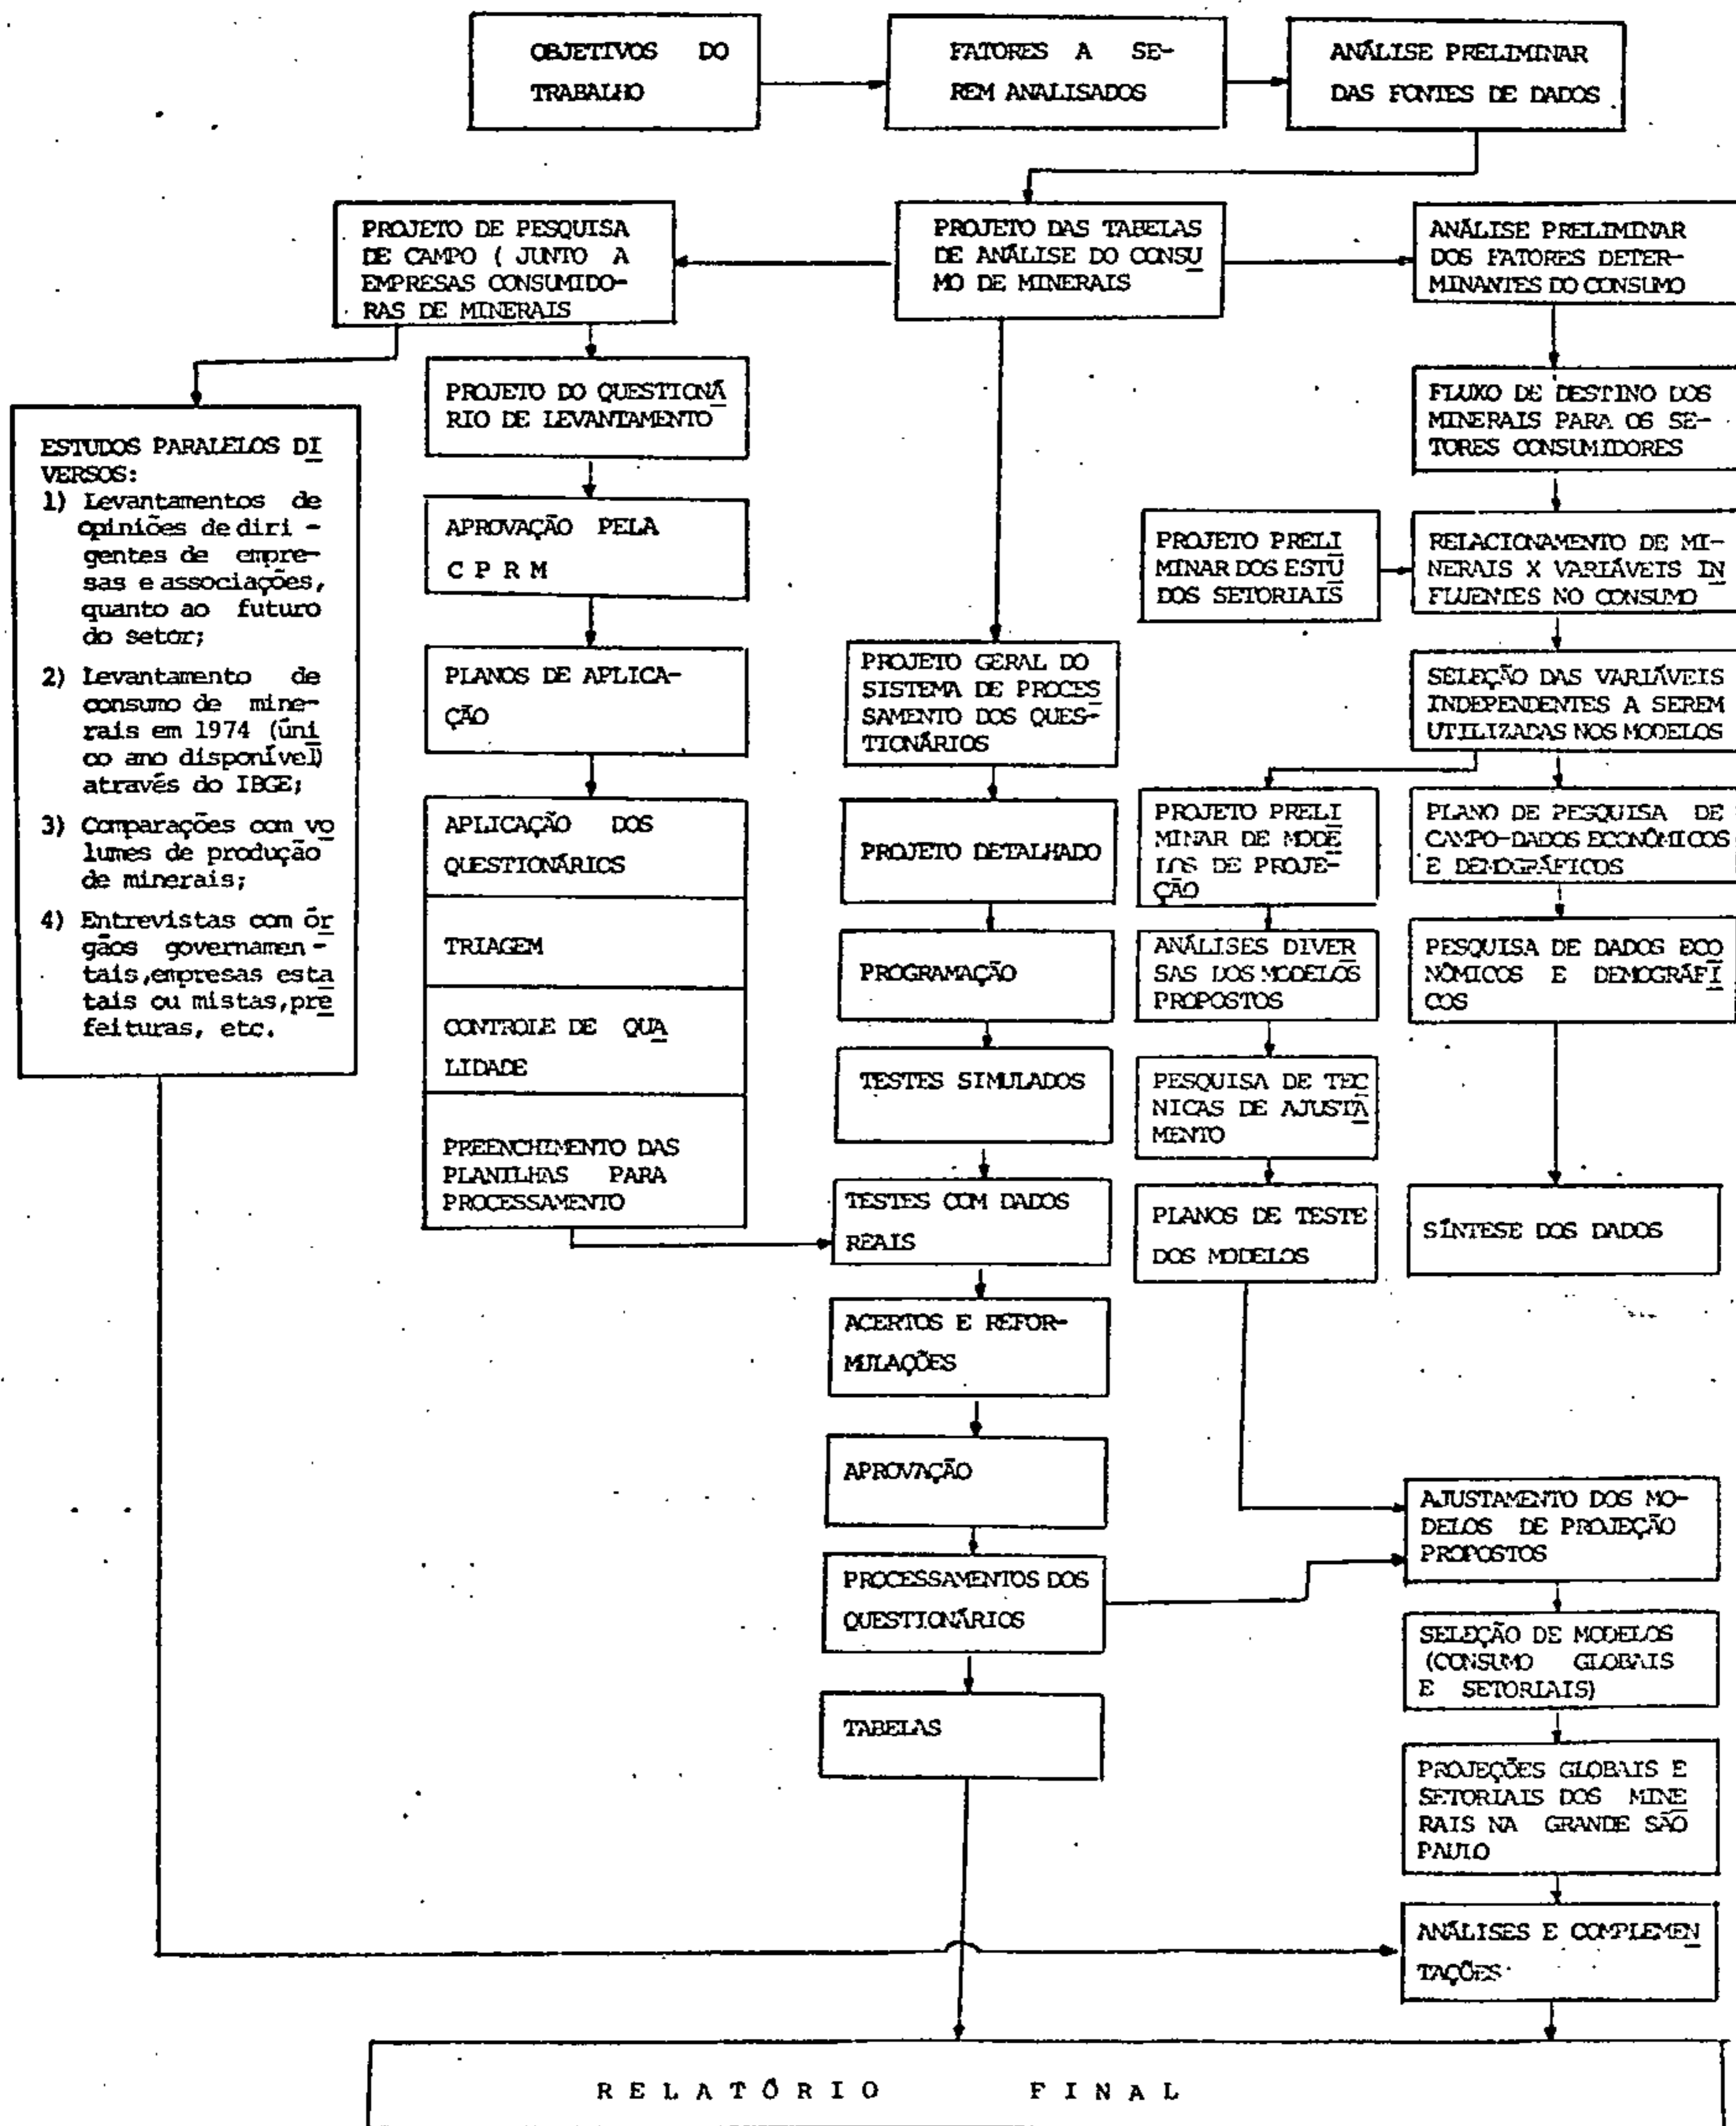 OBJETIVOS DO
TRABALHO
FATORES A SE-
REM ANALISADOS
ANÁLISE PRELIMINAR
DAS FONTES DE DADOS
PROJETO DE PESQUISA
DE CAMPO ( JUNTO A
EMPRESAS CONSUMIDO-
RAS DE MINERAIS
PROJETO DAS TABELAS
DE ANÁLISE DO CONSU
MO DE MINERAIS
ANÁLISE PRELIMINAR
DOS FATORES DETER-
MINANTES DO CONSUMO
ESTUDOS PARALELOS DI
VERSOS:
1) Levantamentos de
opiniões de diri -
gentes de empre-
sas e associações,
quanto ao futuro
do setor;
2) Levantamento de
consumo de mine-
rais em 1974 (úni
co ano disponível)
através do IBGE;
3) Comparações com vo
lumes de produção
de minerais;
4) Entrevistas com ór
gãos governamen -
tais,empresas esta
tais ou mistas,pre
feituras, etc.
PROJETO DO QUESTIONÁ
RIO DE LEVANTAMENTO
APROVAÇÃO PELA
C P R M
PLANOS DE APLICA-
ÇÃO
APLICAÇÃO DOS
QUESTIONÁRIOS
TRIAGEM
CONTROLE DE QUA
LIDADE
PREENCHIMENTO DAS
PLANILHAS PARA
PROCESSAMENTO
PROJETO GERAL DO
SISTEMA DE PROCES
SAMENTO DOS QUES-
TIONÁRIOS
PROJETO DETALHADO
PROGRAMAÇÃO
TESTES SIMULADOS
TESTES COM DADOS
REAIS
ACERTOS E REFOR-
MULAÇÕES
APROVAÇÃO
PROCESSAMENTOS DOS
QUESTIONÁRIOS
TABELAS
FLUXO DE DESTINO DOS
MINERAIS PARA OS SE-
TORES CONSUMIDORES
PROJETO PRELI
MINAR DOS ESTU
DOS SETORIAIS
RELACIONAMENTO DE MI-
NERAIS X VARIÁVEIS IN
FLUENTES NO CONSUMO
SELEÇÃO DAS VARIÁVEIS
INDEPENDENTES A SEREM
UTILIZADAS NOS MODELOS
PROJETO PRELI
MINAR DE MODE
LOS DE PROJE-
ÇÃO
ANÁLISES DIVER
SAS DOS MODELOS
PROPOSTOS
PESQUISA DE TEC
NICAS DE AJUSTA
MENTO
PLANOS DE TESTE
DOS MODELOS
PLANO DE PESQUISA DE
CAMPO-DADOS ECONÔMICOS
E DEMOGRÁFICOS
PESQUISA DE DADOS ECO
NÔMICOS E DEMOGRÁFI
COS
SÍNTESE DOS DADOS
AJUSTAMENTO DOS MO-
DELOS DE PROJEÇÃO
PROPOSTOS
SELEÇÃO DE MODELOS
(CONSUMO GLOBAIS
E SETORIAIS)
PROJEÇÕES GLOBAIS E
SETORIAIS DOS MINE
RAIS NA GRANDE SÃO
PAULO
ANÁLISES E COMPLEMEN
TAÇÕES
R E L A T Ó R I O F I N A L